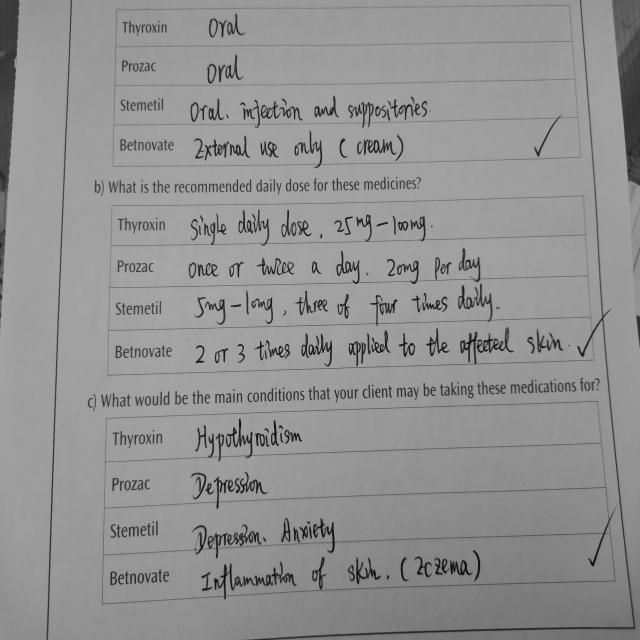 Thyroxin Oral
Prozac Oral
Stemetil Oral. injection and suppositories.
Betnovate External use only (cream)
b) What is the recommended daily dose for these medicines?
Thyroxin Single daily dose, 25mg-100mg.
Prozac once or twice a day. 20mg Per day
Stemetil 5mg-10mg, three of four times daily.
Betnovate 2 or 3 times daily applied to the affected skin.
c) What would be the main conditions that your client may be taking these medications for?
Thyroxin Hypothyroidism
Prozac Depression
Stemetil Depression. Anxiety
Betnovate Inflammation of skin. (Eczema)